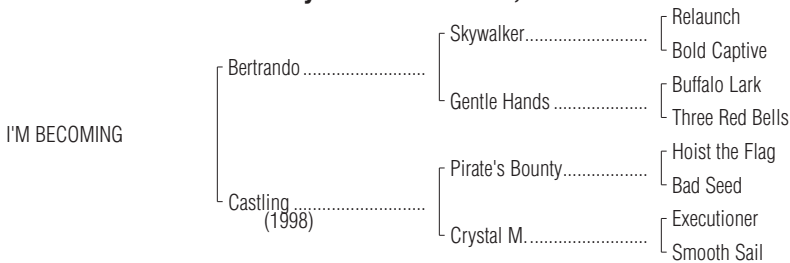 Relaunch
Skywalker...........................
Bold Captive
Bertrando ..........................
Buffalo Lark
Gentle Hands ....................
Three Red Bells
I'M BECOMING
Hoist the Flag
Pirate's Bounty..................
Bad Seed
Castling ............................
(1998)
Executioner
Crystal M..........................
Smooth Sail